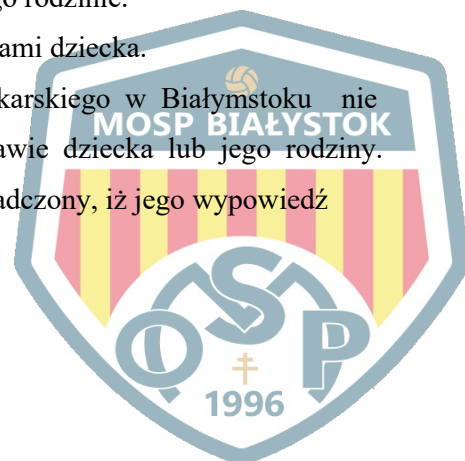 go rodzinie.
ami dziecka.
karskiego w Białymstoku nie
MOSP BIAŁYSTOK
awie dziecka lub jego rodziny.
adczony, iż jego wypowiedź
OSP
1996